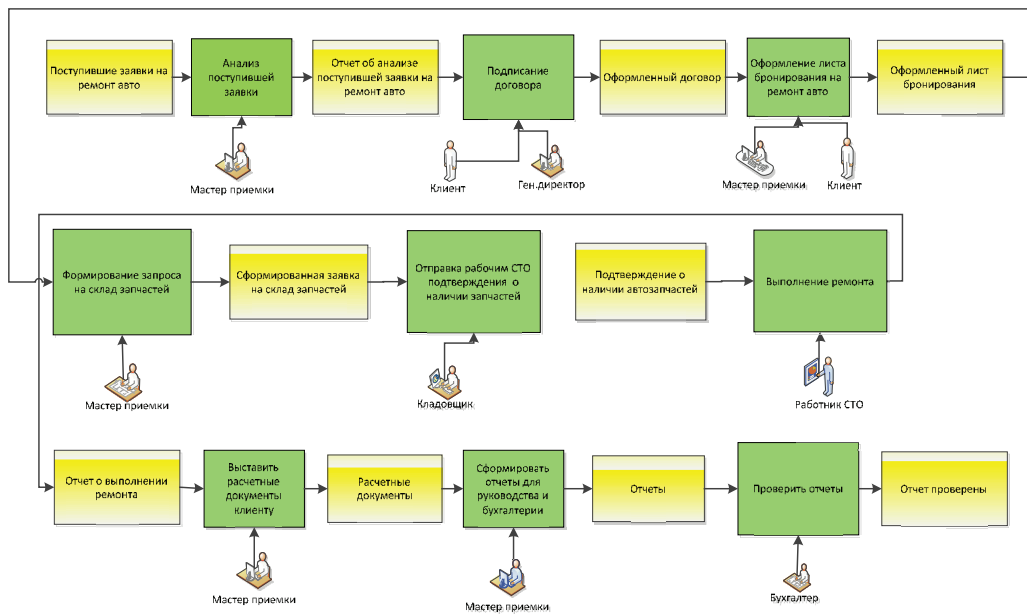 Поступившие заявки на
ремонт авто
Анализ
поступившей
заявки
Отчет об анализе
поступившей заявки на
ремонт авто
Подписание
договора
Оформленный договор
Оформление листа
бронирования на
ремонт авто
Оформленный лист
бронирования
Мастер приемки
Клиент
Ген.директор
Мастер приемки
Клиент
Формирование запроса
на склад запчастей
Сформированная заявка
на склад запчастей
Отправка рабочим СТО
подтверждения о
наличии запчастей
Подтверждение о
наличии автозапчастей
Выполнение ремонта
Мастер приемки
Кладовщик
Работник СТО
Отчет о выполнении
ремонта
Выставить
расчетные
документы
клиенту
Расчетные
документы
Сформировать
отчеты для
руководства и
бухгалтерии
Отчеты
Проверить отчеты
Отчет проверены
Мастер приемки
Мастер приемки
Бухгалтер